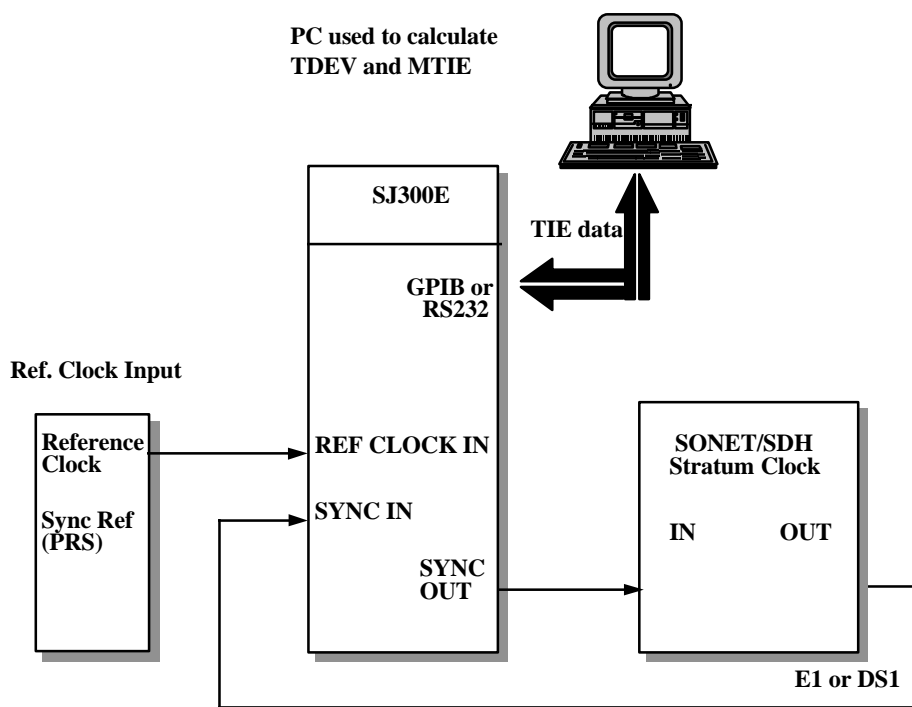 PC used to calculate
TDEV and MTIE
SJ300E
TIE data
GPIB or
RS232
Ref. Clock Input
Reference
Clock
Sync Ref
(PRS)
REF CLOCK IN
SYNC IN
SYNC
OUT
SONET/SDH
Stratum Clock
IN OUT
E1 or DS1